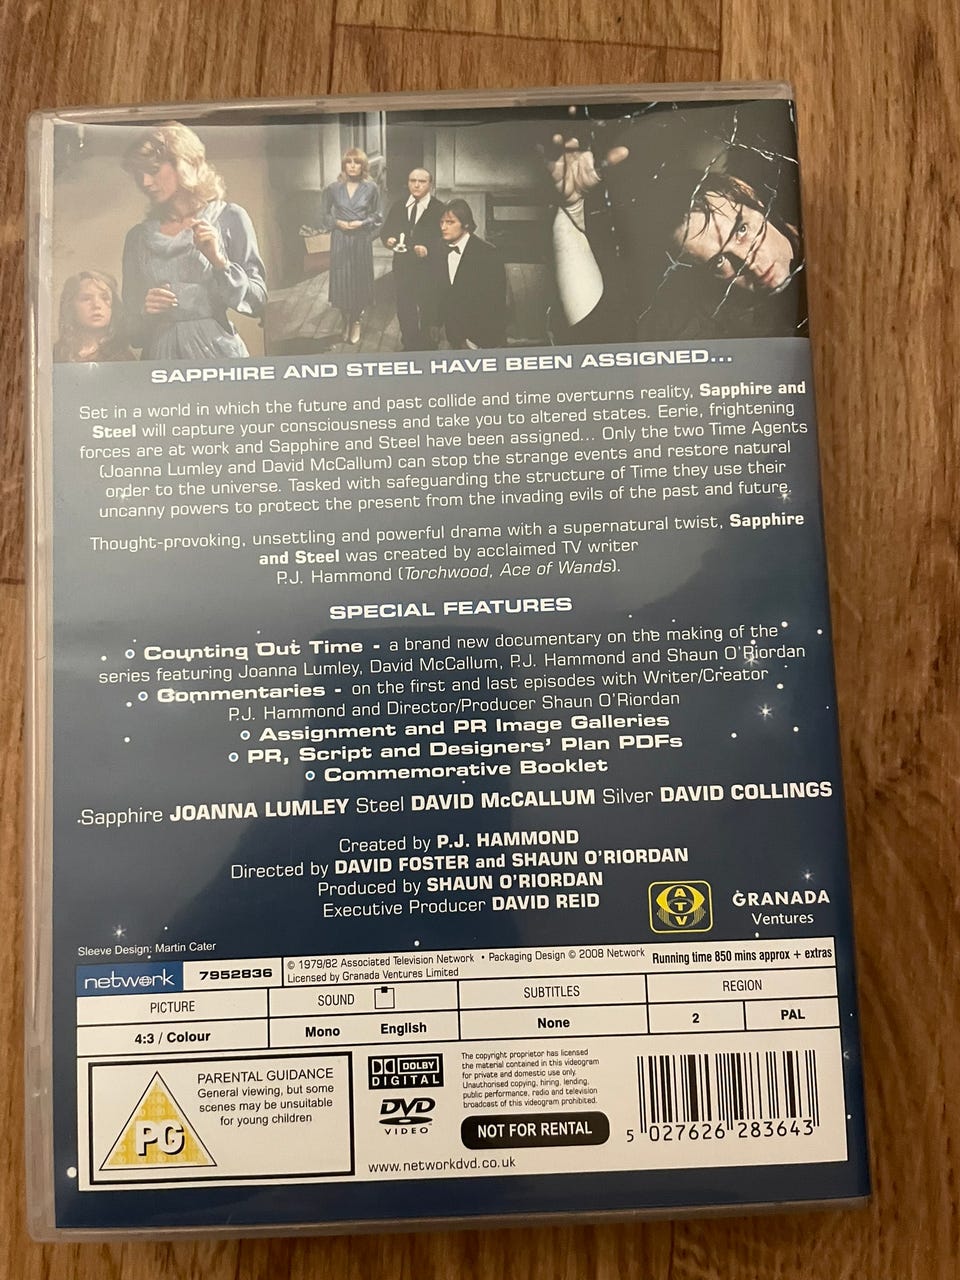 SAPPHIRE AND STEEL HAVE BEEN ASSIGNED...
Set in a world in which the future and past collide and time overturns reality, Sapphire and
Steel will capture your consciousness and take you to altered states. Eerie, frightening
forces are at work and Sapphire and Steel have been assigned... Only the two Time Agents
(Joanna Lumley and David McCallum) can stop the strange events and restore natural
order to the universe. Tasked with safeguarding the structure of Time they use their
uncanny powers to protect the present from the invading evils of the past and future.
Thought-provoking, unsettling and powerful drama with a supernatural twist, Sapphire
and Steel was created by acclaimed TV writer
P.J. Hammond (Torchwood, Ace of Wands).
SPECIAL FEATURES
Counting Out Time - a brand new documentary on the making of the
series featuring Joanna Lumley, David McCallum, P.J. Hammond and Shaun O'Riordan
Commentaries - on the first and last episodes with Writer/Creator
P.J. Hammond and Director/Producer Shaun O'Riordan
Assignment and PR Image Galleries
PR, Script and Designers' Plan PDFs
Commemorative Booklet
Sapphire JOANNA LUMLEY Steel DAVID McCALLUM Silver DAVID COLLINGS
Created by P.J. HAMMOND
Directed by DAVID FOSTER and SHAUN O'RIORDAN
Produced by SHAUN O'RIORDAN
Executive Producer DAVID REID
ATV
GRANADA
Ventures
Sleeve Design: Martin Cater
network 7952836
© 1979/82 Associated Television Network • Packaging Design © 2008 Network
Licensed by Granada Ventures Limited
Running time 850 mins approx + extras
PICTURE SOUND SUBTITLES REGION
4:3 / Colour Mono English None 2 PAL
PG
PARENTAL GUIDANCE
General viewing, but some
scenes may be unsuitable
for young children
DOLBY
DIGITAL
DVD
VIDEO
The copyright proprietor has licensed
the material contained in this videogram
for private and domestic use only.
Unauthorised copying, hiring, lending,
public performance, radio and television
broadcast of this videogram prohibited.
NOT FOR RENTAL
www.networkdvd.co.uk
5 027626 283643